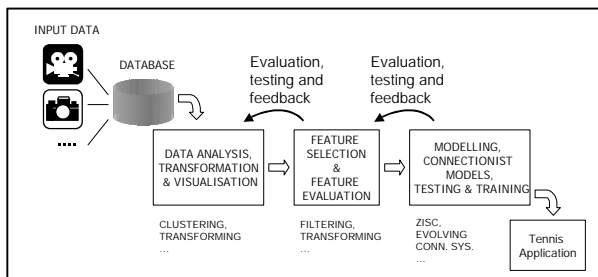 INPUT DATA
DATABASE
....
Evaluation,
testing and
feedback
Evaluation,
testing and
feedback
DATA ANALYSIS,
TRANSFORMATION
& VISUALISATION
FEATURE
SELECTION
&
FEATURE
EVALUATION
MODELLING,
CONNECTIONIST
MODELS,
TESTING & TRAINING
CLUSTERING,
TRANSFORMING
...
FILTERING,
TRANSFORMING
...
ZISC,
EVOLVING
CONN. SYS.
...
Tennis
Application